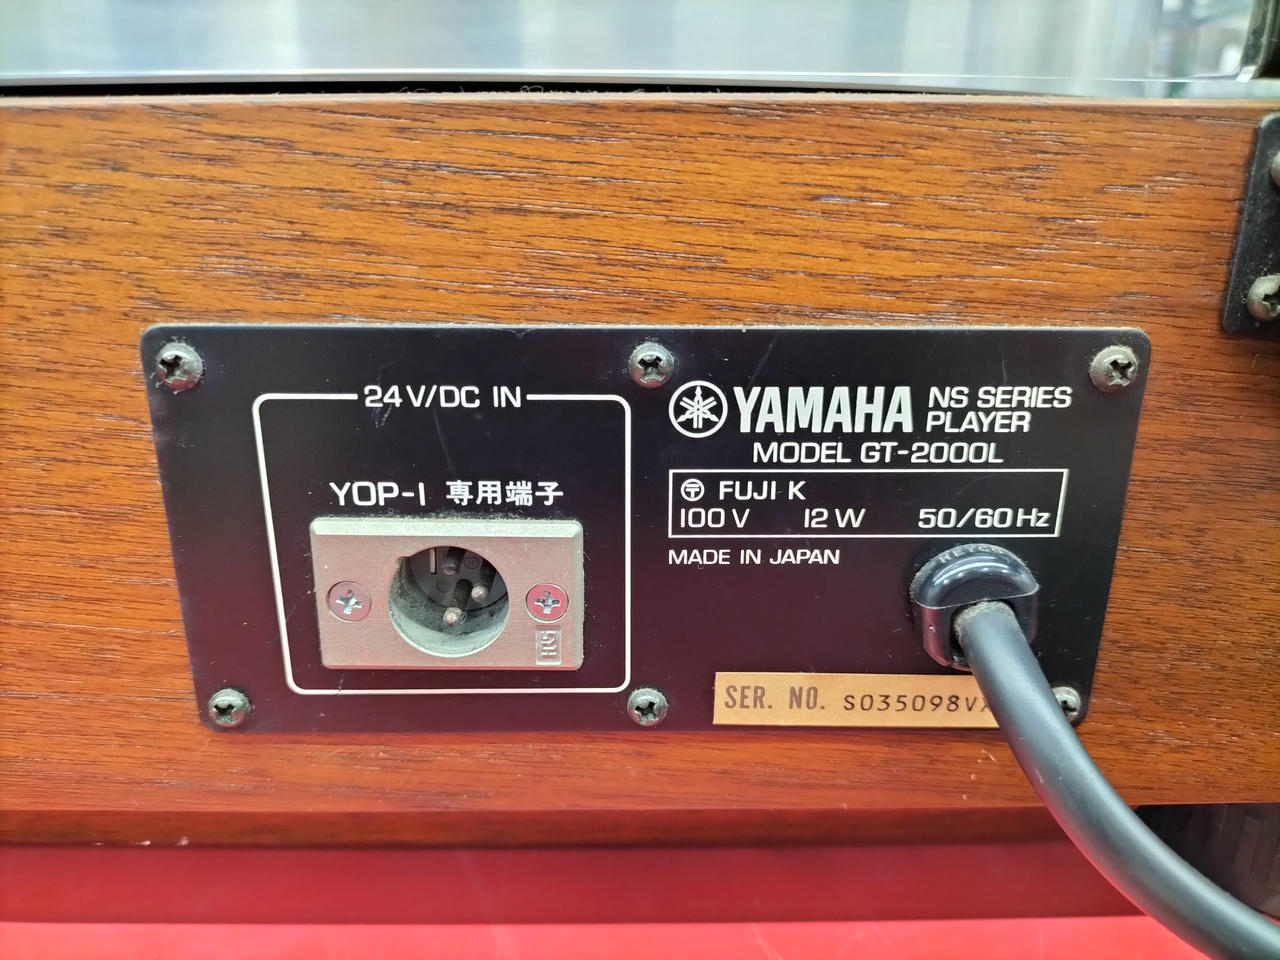 24V/DC IN
YOP-1 専用端子
YAMAHA NS SERIES PLAYER
MODEL GT-2000L
〒 FUJI K
100V 12W 50/60Hz
MADE IN JAPAN
HEYCO
SER. NO. S035098V